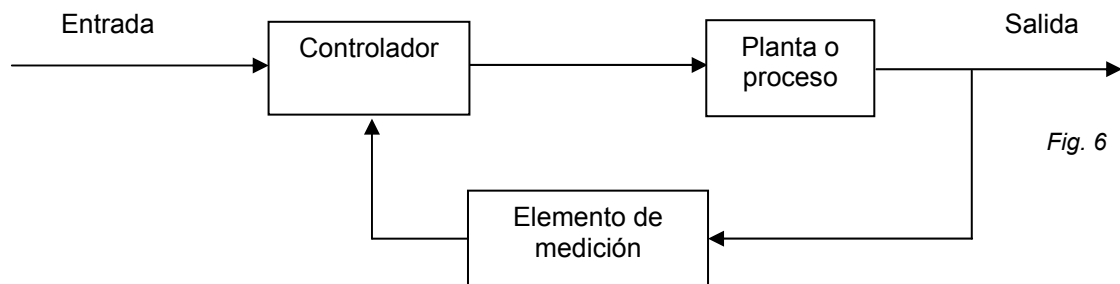 Entrada
Controlador
Planta o
proceso
Salida
Fig. 6
Elemento de
medición